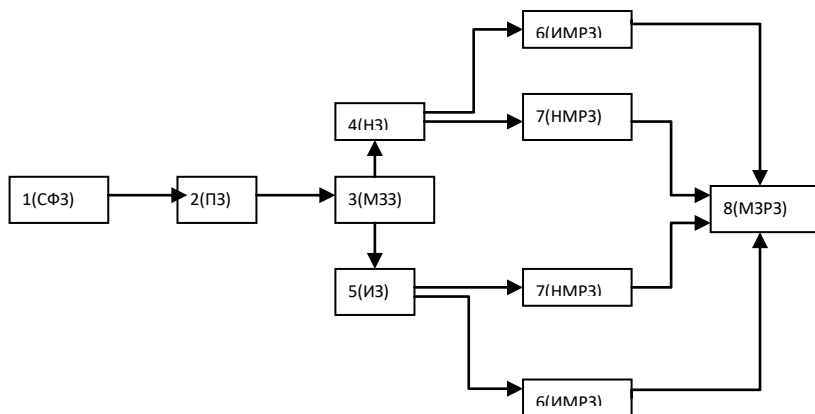 6(ИМРЗ)
7(НМРЗ)
4(НЗ)
1(СФЗ)
2(ПЗ)
3(МЗЗ)
8(МЗРЗ)
5(ИЗ)
7(НМРЗ)
6(ИМРЗ)